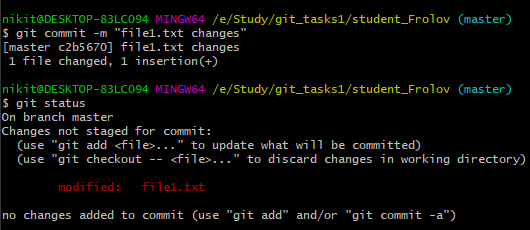 nikit@DESKTOP-83LCO94 MINGW64 /e/Study/git_tasks1/student_Frolov (master)
$ git commit -m "file1.txt changes"
[master c2b5670] file1.txt changes
 1 file changed, 1 insertion(+)

nikit@DESKTOP-83LCO94 MINGW64 /e/Study/git_tasks1/student_Frolov (master)
$ git status
On branch master
Changes not staged for commit:
  (use "git add <file>..." to update what will be committed)
  (use "git checkout -- <file>..." to discard changes in working directory)

        modified:   file1.txt

no changes added to commit (use "git add" and/or "git commit -a")